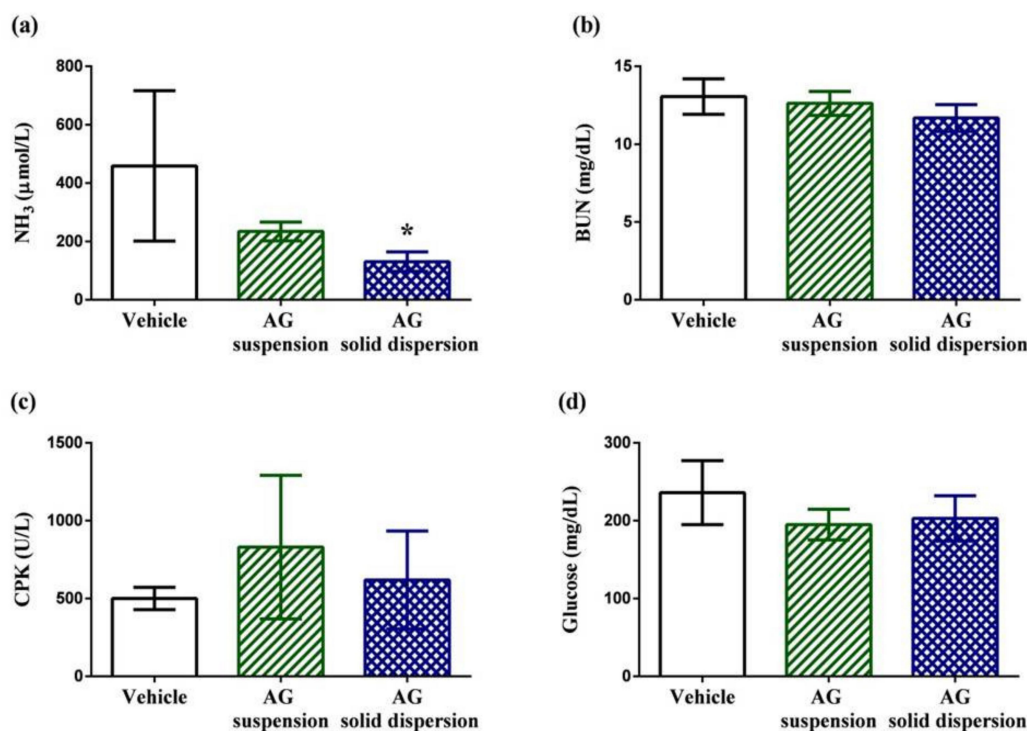 (a)
NH3 (μmol/L)
800
600
400
200
0
*
Vehicle
AG
suspension
AG
solid dispersion
(b)
BUN (mg/dL)
15
10
5
0
Vehicle
AG
suspension
AG
solid dispersion
(c)
CPK (U/L)
1500
1000
500
0
Vehicle
AG
suspension
AG
solid dispersion
(d)
Glucose (mg/dL)
300
200
100
0
Vehicle
AG
suspension
AG
solid dispersion